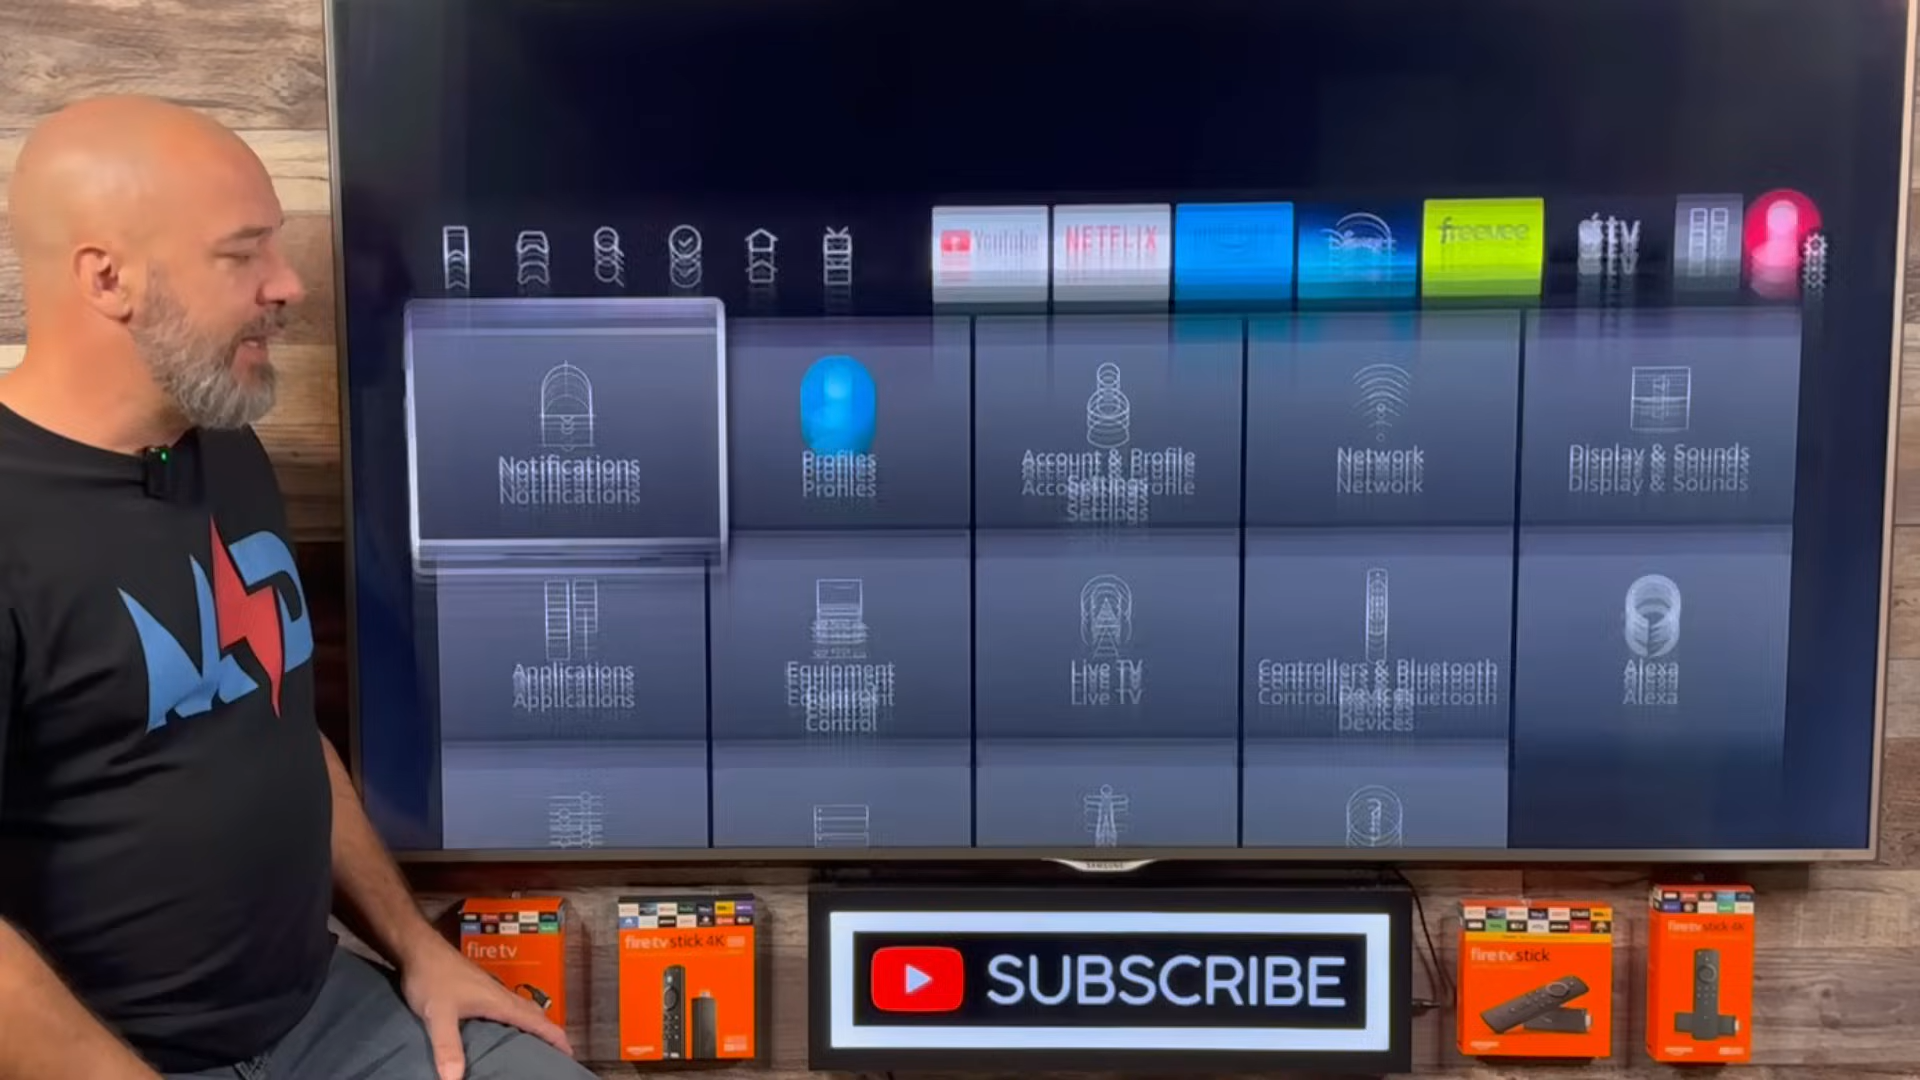 YouTube
NETFLIX
Disney+
freevee
tv
Notifications
Profiles
Account & Profile
Settings
Network
Display & Sounds
Applications
Equipment
Control
Live TV
Controllers & Bluetooth
Devices
Alexa
SAMSUNG
SUBSCRIBE
fire tv
fire tv stick 4K
fire tv stick
fire tv stick 4K